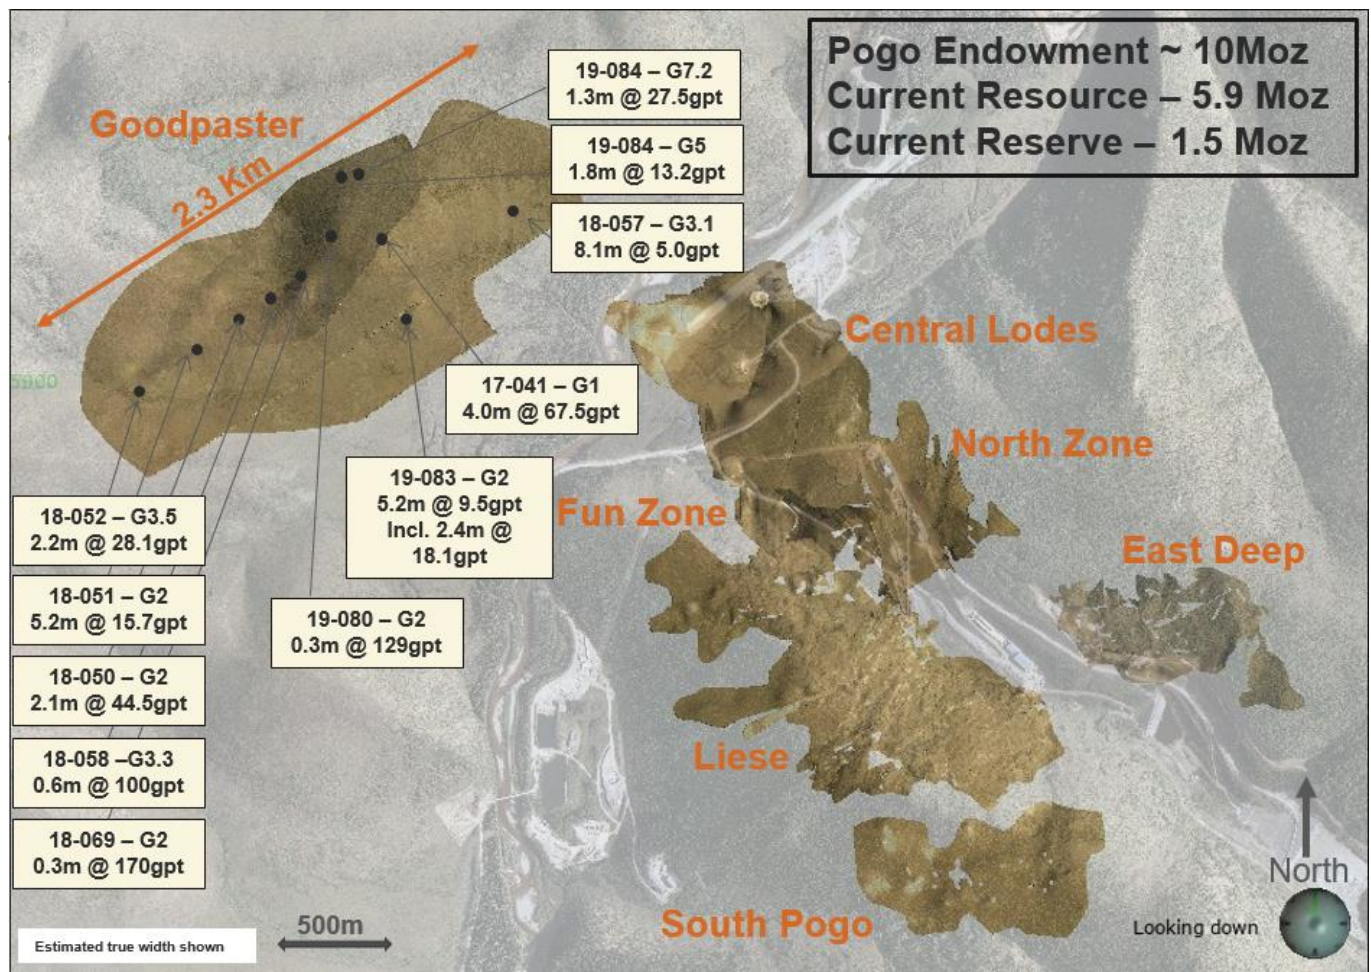 Pogo Endowment ~ 10Moz
Current Resource – 5.9 Moz
Current Reserve – 1.5 Moz
Goodpaster
2.3 Km
19-084 – G7.2
1.3m @ 27.5gpt
19-084 – G5
1.8m @ 13.2gpt
18-057 – G3.1
8.1m @ 5.0gpt
Central Lodes
5900
17-041 – G1
4.0m @ 67.5gpt
North Zone
19-083 – G2
5.2m @ 9.5gpt
Incl. 2.4m @
18.1gpt
Fun Zone
18-052 – G3.5
2.2m @ 28.1gpt
East Deep
18-051 – G2
5.2m @ 15.7gpt
19-080 – G2
0.3m @ 129gpt
18-050 – G2
2.1m @ 44.5gpt
Liese
18-058 –G3.3
0.6m @ 100gpt
18-069 – G2
0.3m @ 170gpt
North
South Pogo
500m
Looking down
Estimated true width shown